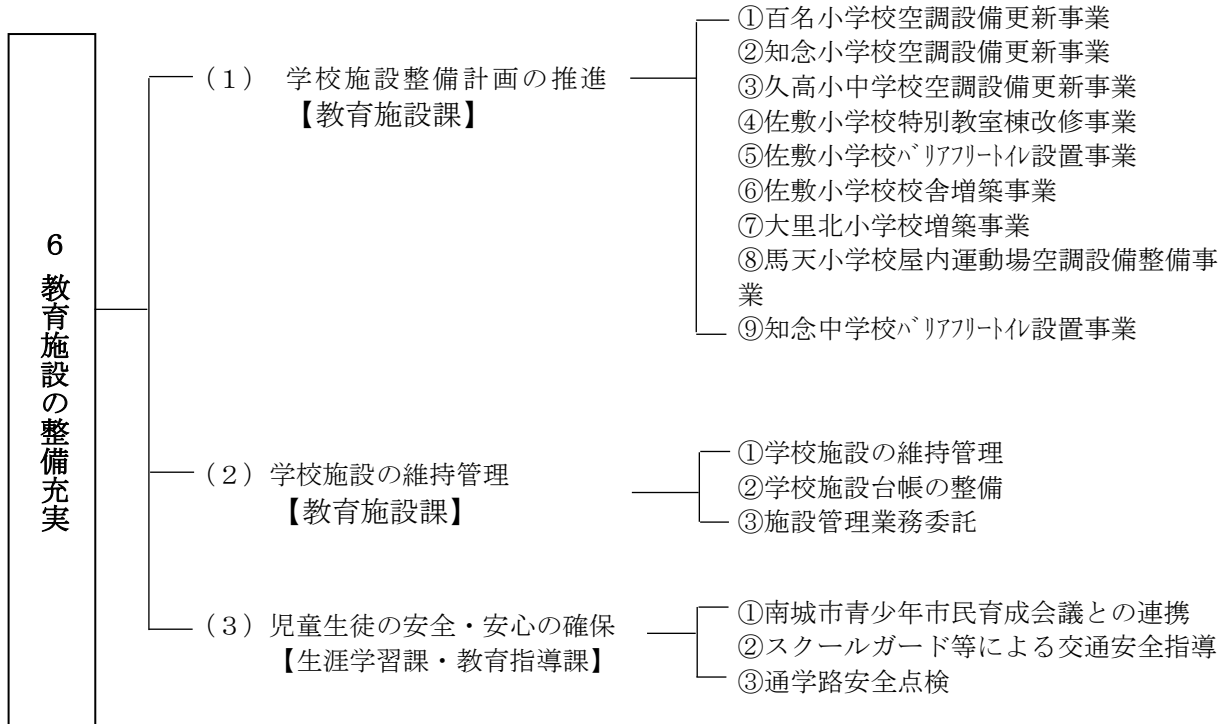 6 教育施設の整備充実
（１） 学校施設整備計画の推進
【教育施設課】
①百名小学校空調設備更新事業
②知念小学校空調設備更新事業
③久高小中学校空調設備更新事業
④佐敷小学校特別教室棟改修事業
⑤佐敷小学校ﾊﾞﾘｱﾌﾘｰﾄｲﾚ設置事業
⑥佐敷小学校校舎増築事業
⑦大里北小学校増築事業
⑧馬天小学校屋内運動場空調設備整備事
業
⑨知念中学校ﾊﾞﾘｱﾌﾘｰﾄｲﾚ設置事業
（２）学校施設の維持管理
【教育施設課】
①学校施設の維持管理
②学校施設台帳の整備
③施設管理業務委託
（３）児童生徒の安全・安心の確保
【生涯学習課・教育指導課】
①南城市青少年市民育成会議との連携
②スクールガード等による交通安全指導
③通学路安全点検